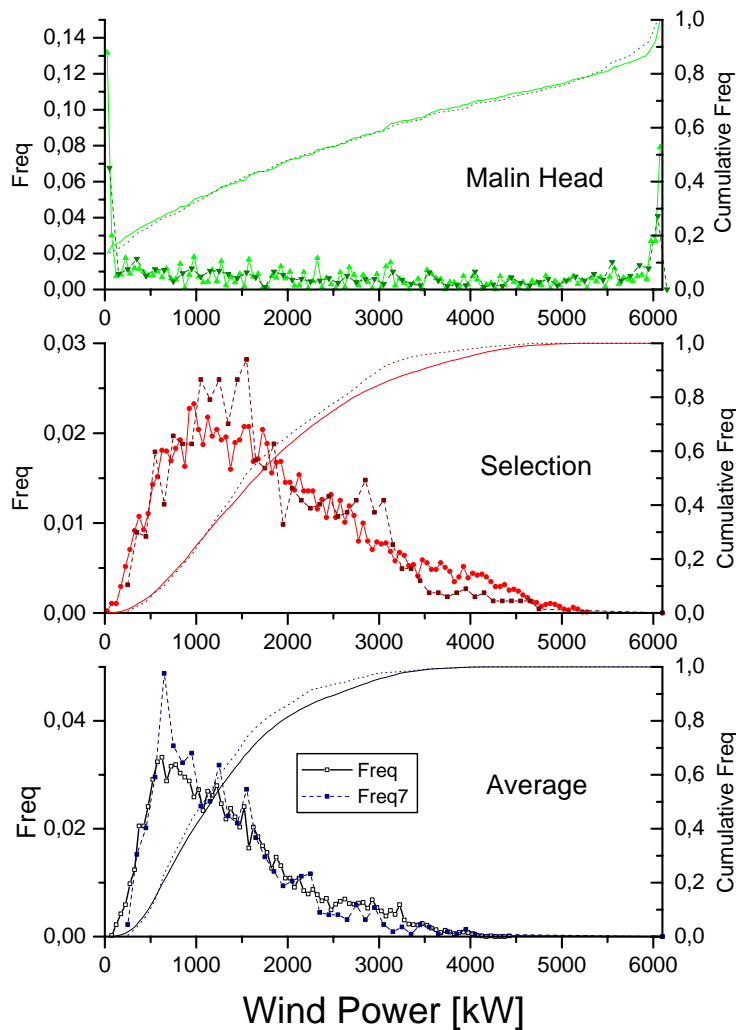 0,14
0,12
0,10
0,08
0,06
0,04
0,02
0,00
Freq
1,0
0,8
0,6
0,4
0,2
0,0
Cumulative Freq
Malin Head
0 1000 2000 3000 4000 5000 6000
0,03
0,02
0,01
0,00
Freq
1,0
0,8
0,6
0,4
0,2
0,0
Cumulative Freq
Selection
0 1000 2000 3000 4000 5000 6000
0,04
0,02
0,00
Freq
1,0
0,8
0,6
0,4
0,2
0,0
Cumulative Freq
Freq
Freq7
Average
0 1000 2000 3000 4000 5000 6000
Wind Power [kW]